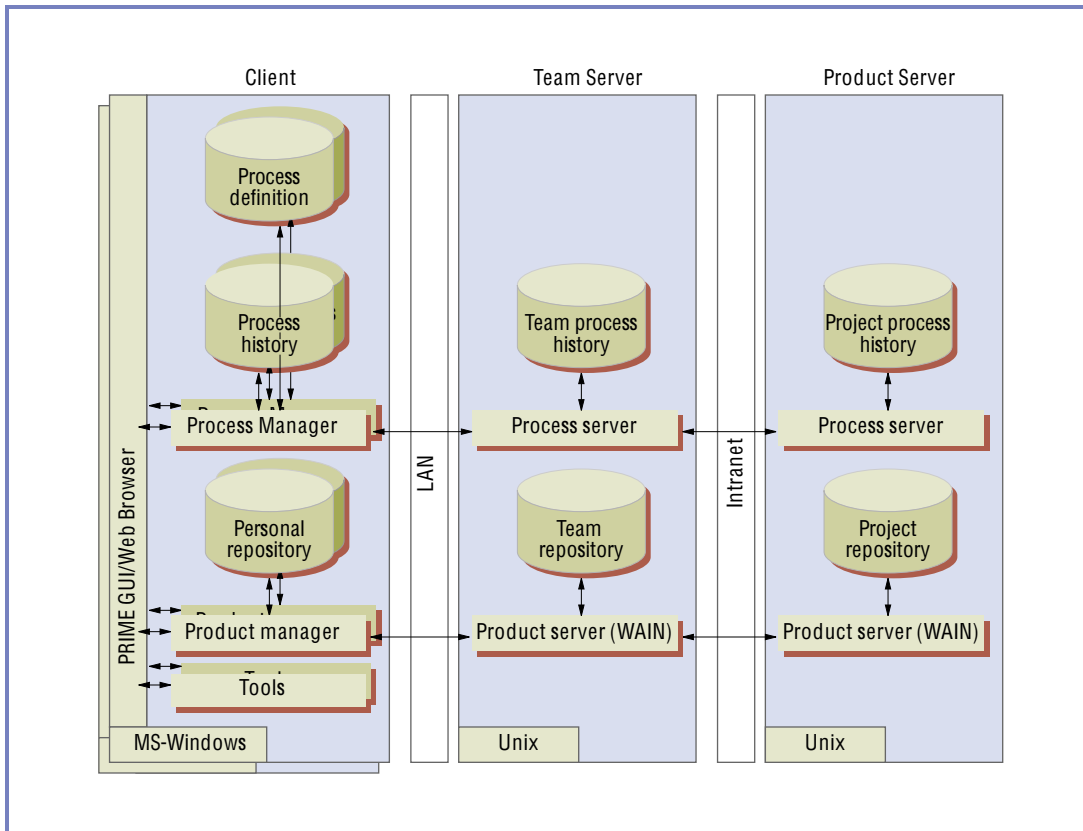 Client
Team Server
Product Server
Process
definition
Process
history
s
Team process
history
Project process
history
Process Manager
Process server
Process server
LAN
Intranet
PRIME GUI/Web Browser
Personal
repository
Team
repository
Project
repository
Product manager
Product server (WAIN)
Product server (WAIN)
Tools
MS-Windows
Unix
Unix